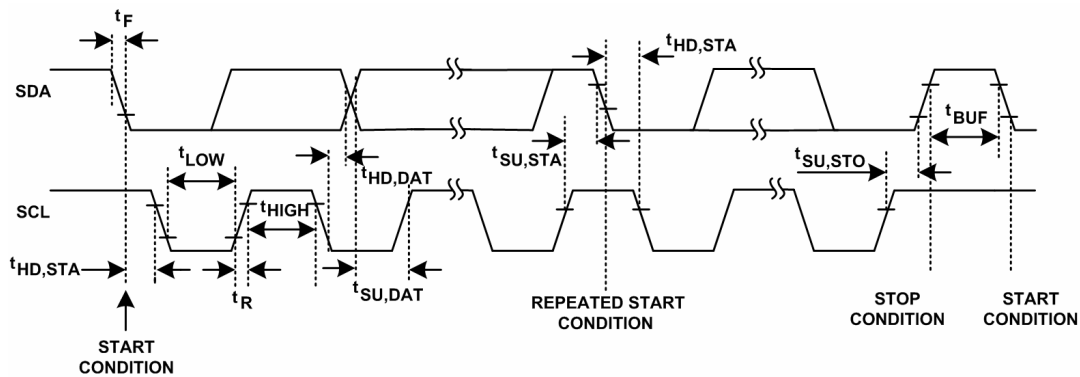 tF
tHD,STA
SDA
tBUF
tLOW
tSU,STA
tHD,DAT
tSU,STO
SCL
tHIGH
tHD,STA
tR
tSU,DAT
REPEATED START
CONDITION
STOP
CONDITION
START
CONDITION
START
CONDITION